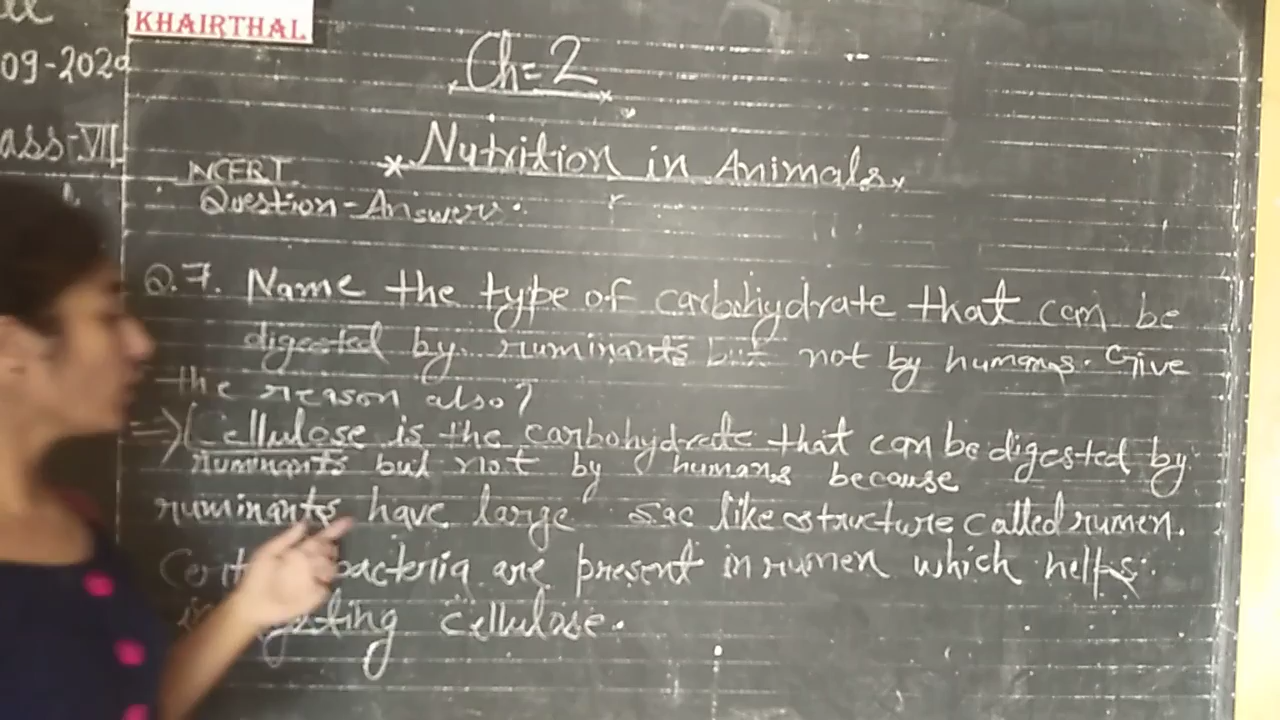 KHAIRTHAL
09-2020
Ch=2
ass-VII
Nutrition in Animals
NCERT
Question-Answers.
Q.7. Name the type of carbohydrate that can be
digested by ruminants but not by humans. Give
the reason also?
=> Cellulose is the carbohydrate that can be digested by
ruminants but not by humans because
ruminants have large sac like structure called rumen.
bacteria are present in rumen which helps
cellulose.